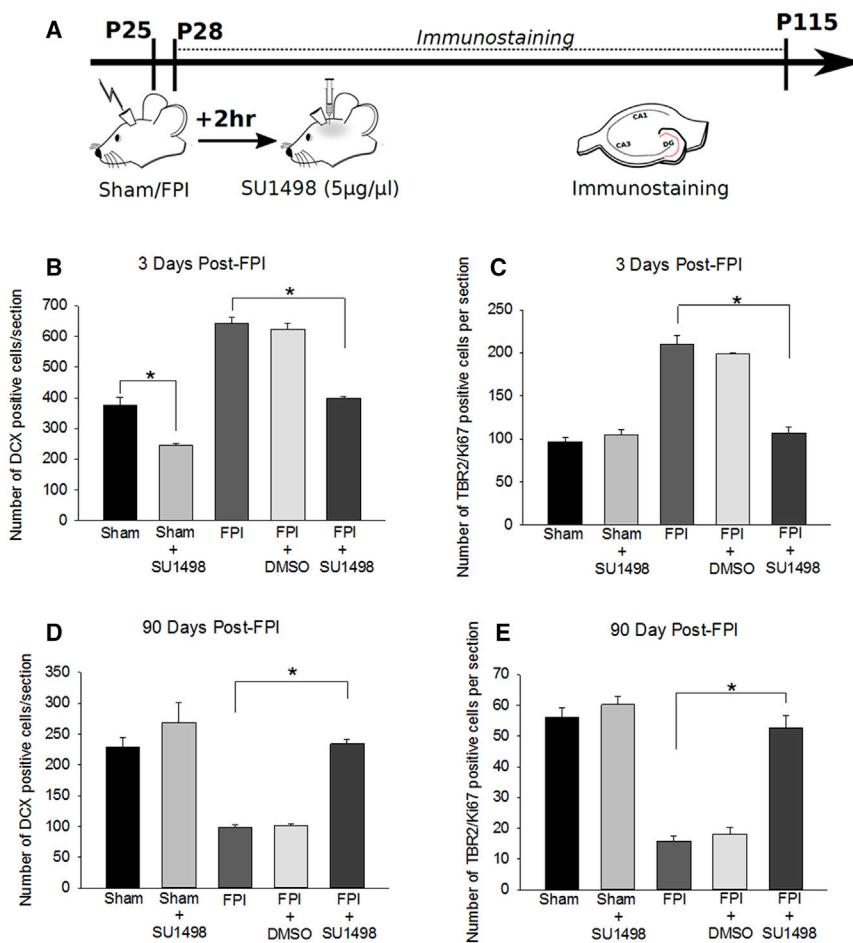 A
P25 P28 Immunostaining P115
+2hr
CA1
CA3 DG
Sham/FPI SU1498 (5µg/µl) Immunostaining
B
3 Days Post-FPI
Number of DCX positive cells/section
700
600
500
400
300
200
100
0
*
*
Sham Sham + SU1498 FPI FPI + DMSO FPI + SU1498
C
3 Days Post-FPI
Number of TBR2/Ki67 positive cells per section
250
200
150
100
50
0
*
Sham Sham + SU1498 FPI FPI + DMSO FPI + SU1498
D
90 Days Post-FPI
Number of DCX positive cells/section
350
300
250
200
150
100
50
0
*
Sham Sham + SU1498 FPI FPI + DMSO FPI + SU1498
E
90 Day Post-FPI
Number of TBR2/Ki67 positive cells per section
70
60
50
40
30
20
10
0
*
Sham Sham + SU1498 FPI FPI + DMSO FPI + SU1498